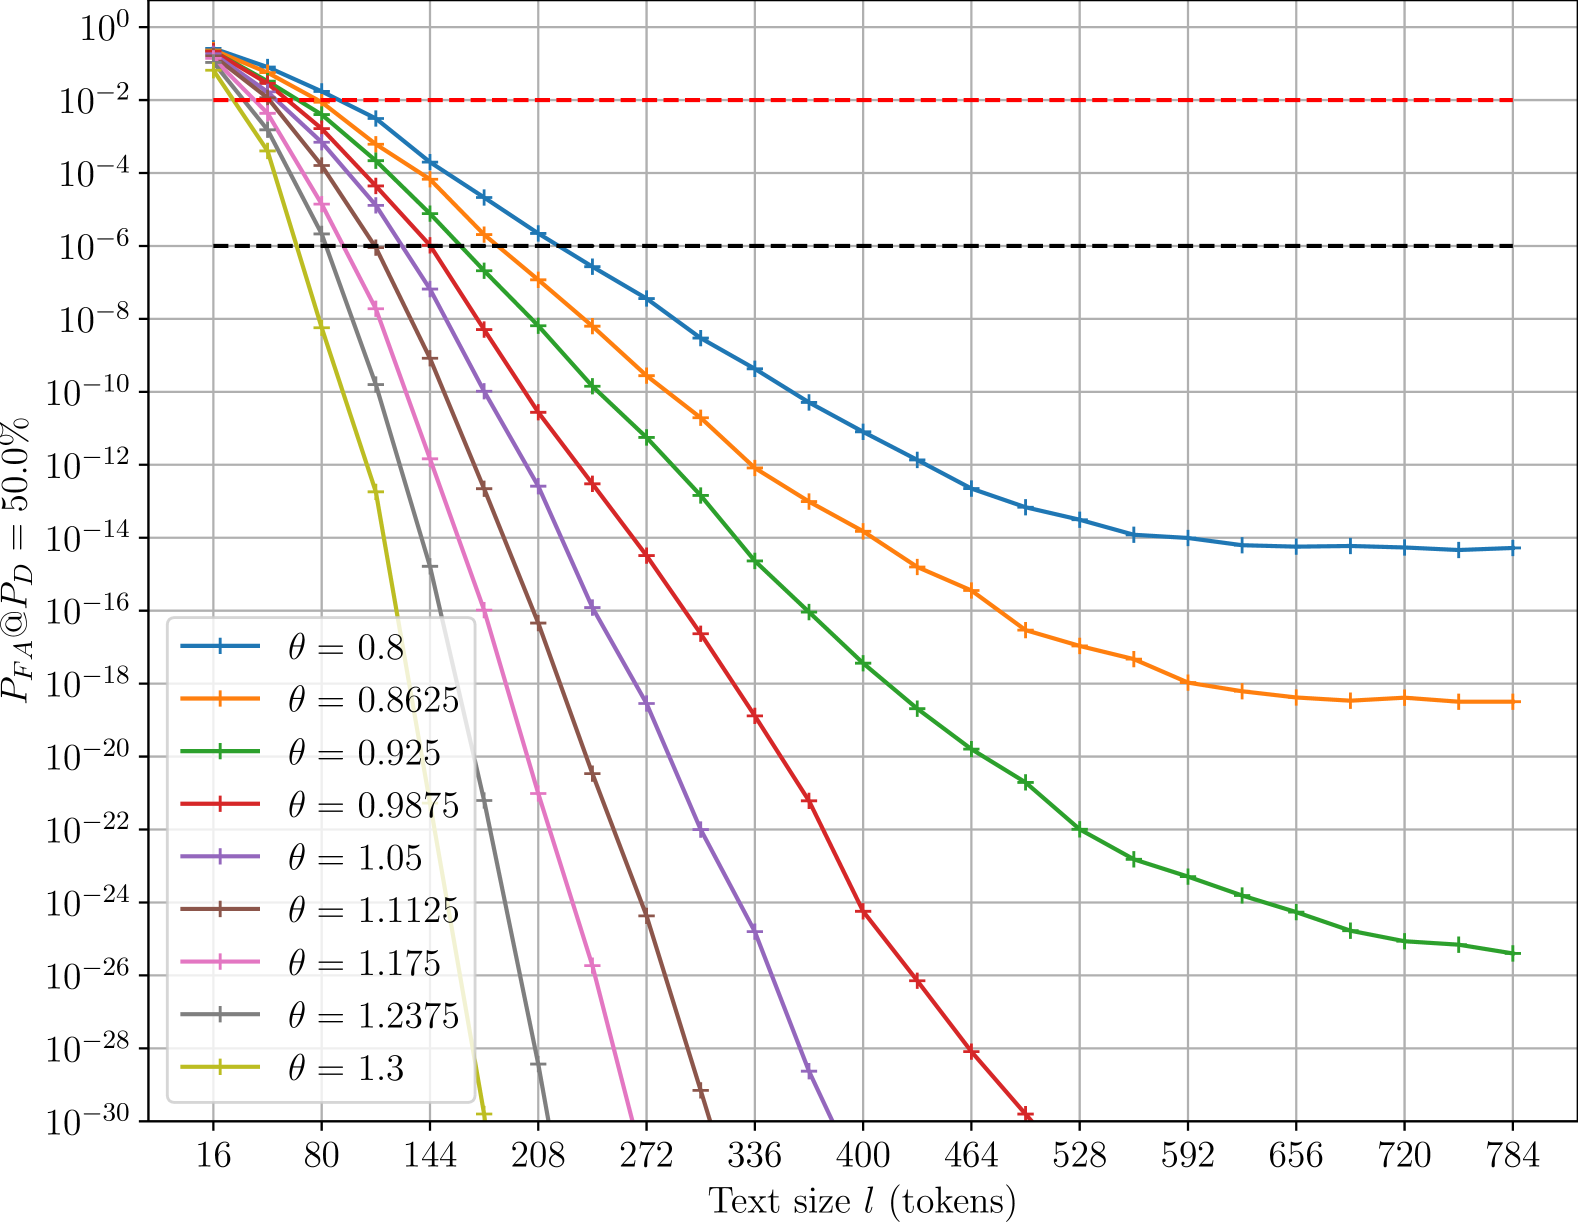 P_{FA}@P_D = 50.0%
10^0
10^{-2}
10^{-4}
10^{-6}
10^{-8}
10^{-10}
10^{-12}
10^{-14}
10^{-16}
10^{-18}
10^{-20}
10^{-22}
10^{-24}
10^{-26}
10^{-28}
10^{-30}
θ = 0.8
θ = 0.8625
θ = 0.925
θ = 0.9875
θ = 1.05
θ = 1.1125
θ = 1.175
θ = 1.2375
θ = 1.3
16 80 144 208 272 336 400 464 528 592 656 720 784
Text size l (tokens)